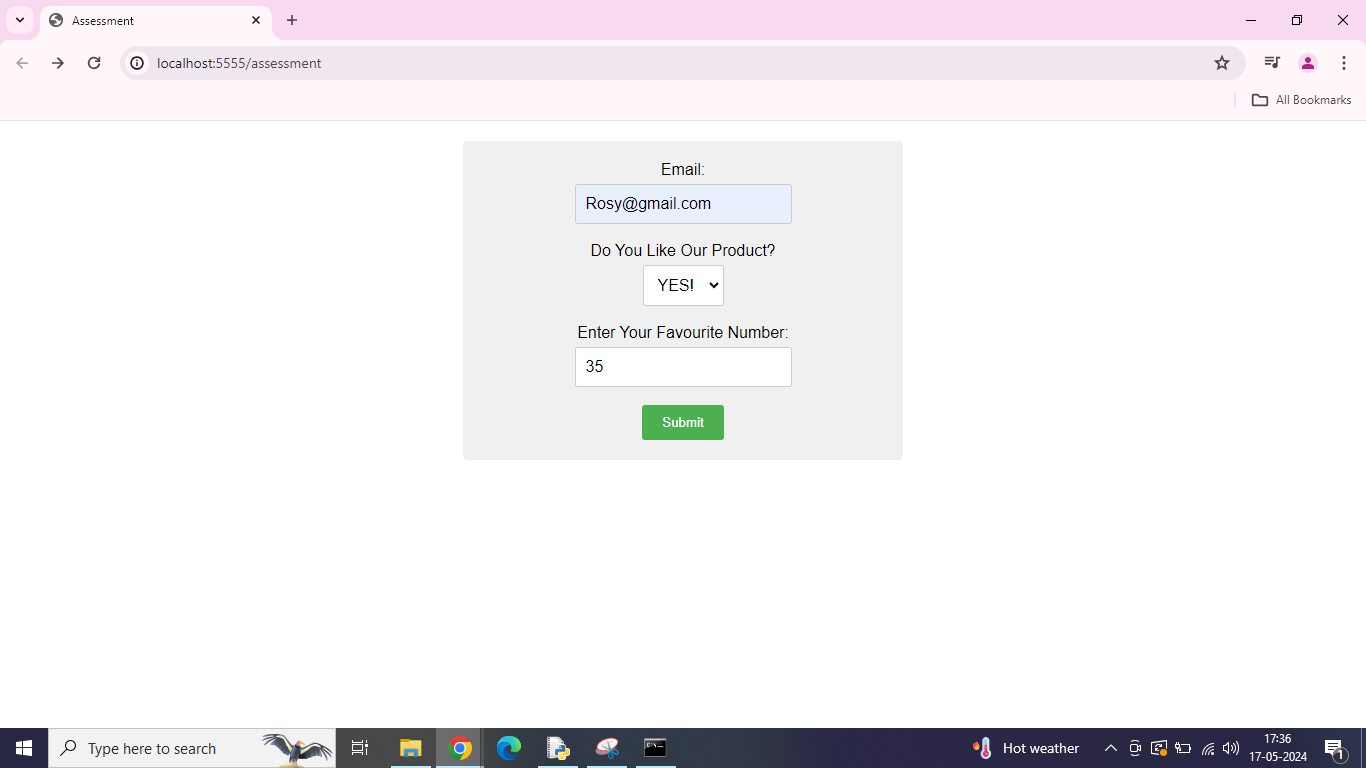 Assessment
localhost:5555/assessment
All Bookmarks
Email:
Rosy@gmail.com
Do You Like Our Product?
YES!
Enter Your Favourite Number:
35
Submit
Type here to search
Hot weather
17:36
17-05-2024
1